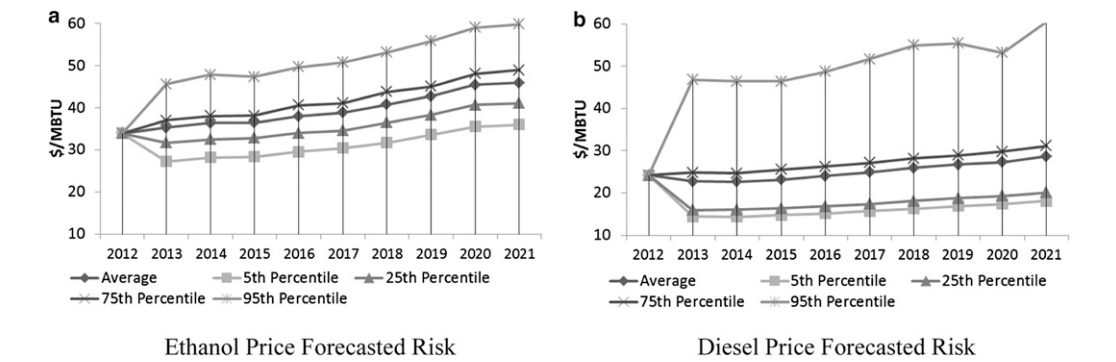 a
60
50
40
30
20
10
$/MBTU
2012 2013 2014 2015 2016 2017 2018 2019 2020 2021
Average 5th Percentile 25th Percentile
75th Percentile 95th Percentile
Ethanol Price Forecasted Risk
b
60
50
40
30
20
10
$/MBTU
2012 2013 2014 2015 2016 2017 2018 2019 2020 2021
Average 5th Percentile 25th Percentile
75th Percentile 95th Percentile
Diesel Price Forecasted Risk